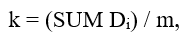 k = (SUM Dᵢ) / m,